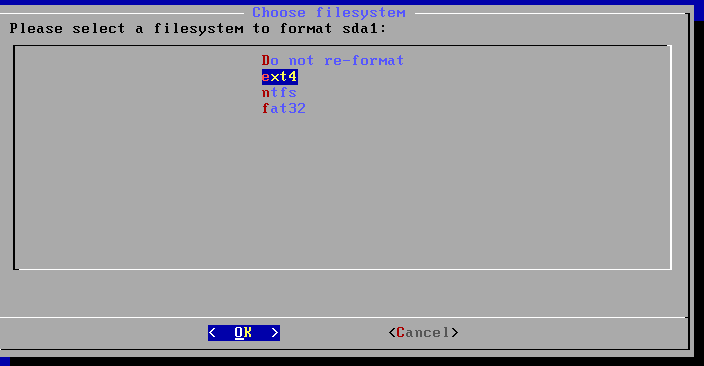 Choose filesystem
Please select a filesystem to format sda1:
Do not re-format
ext4
ntfs
fat32
< OK > <Cancel>